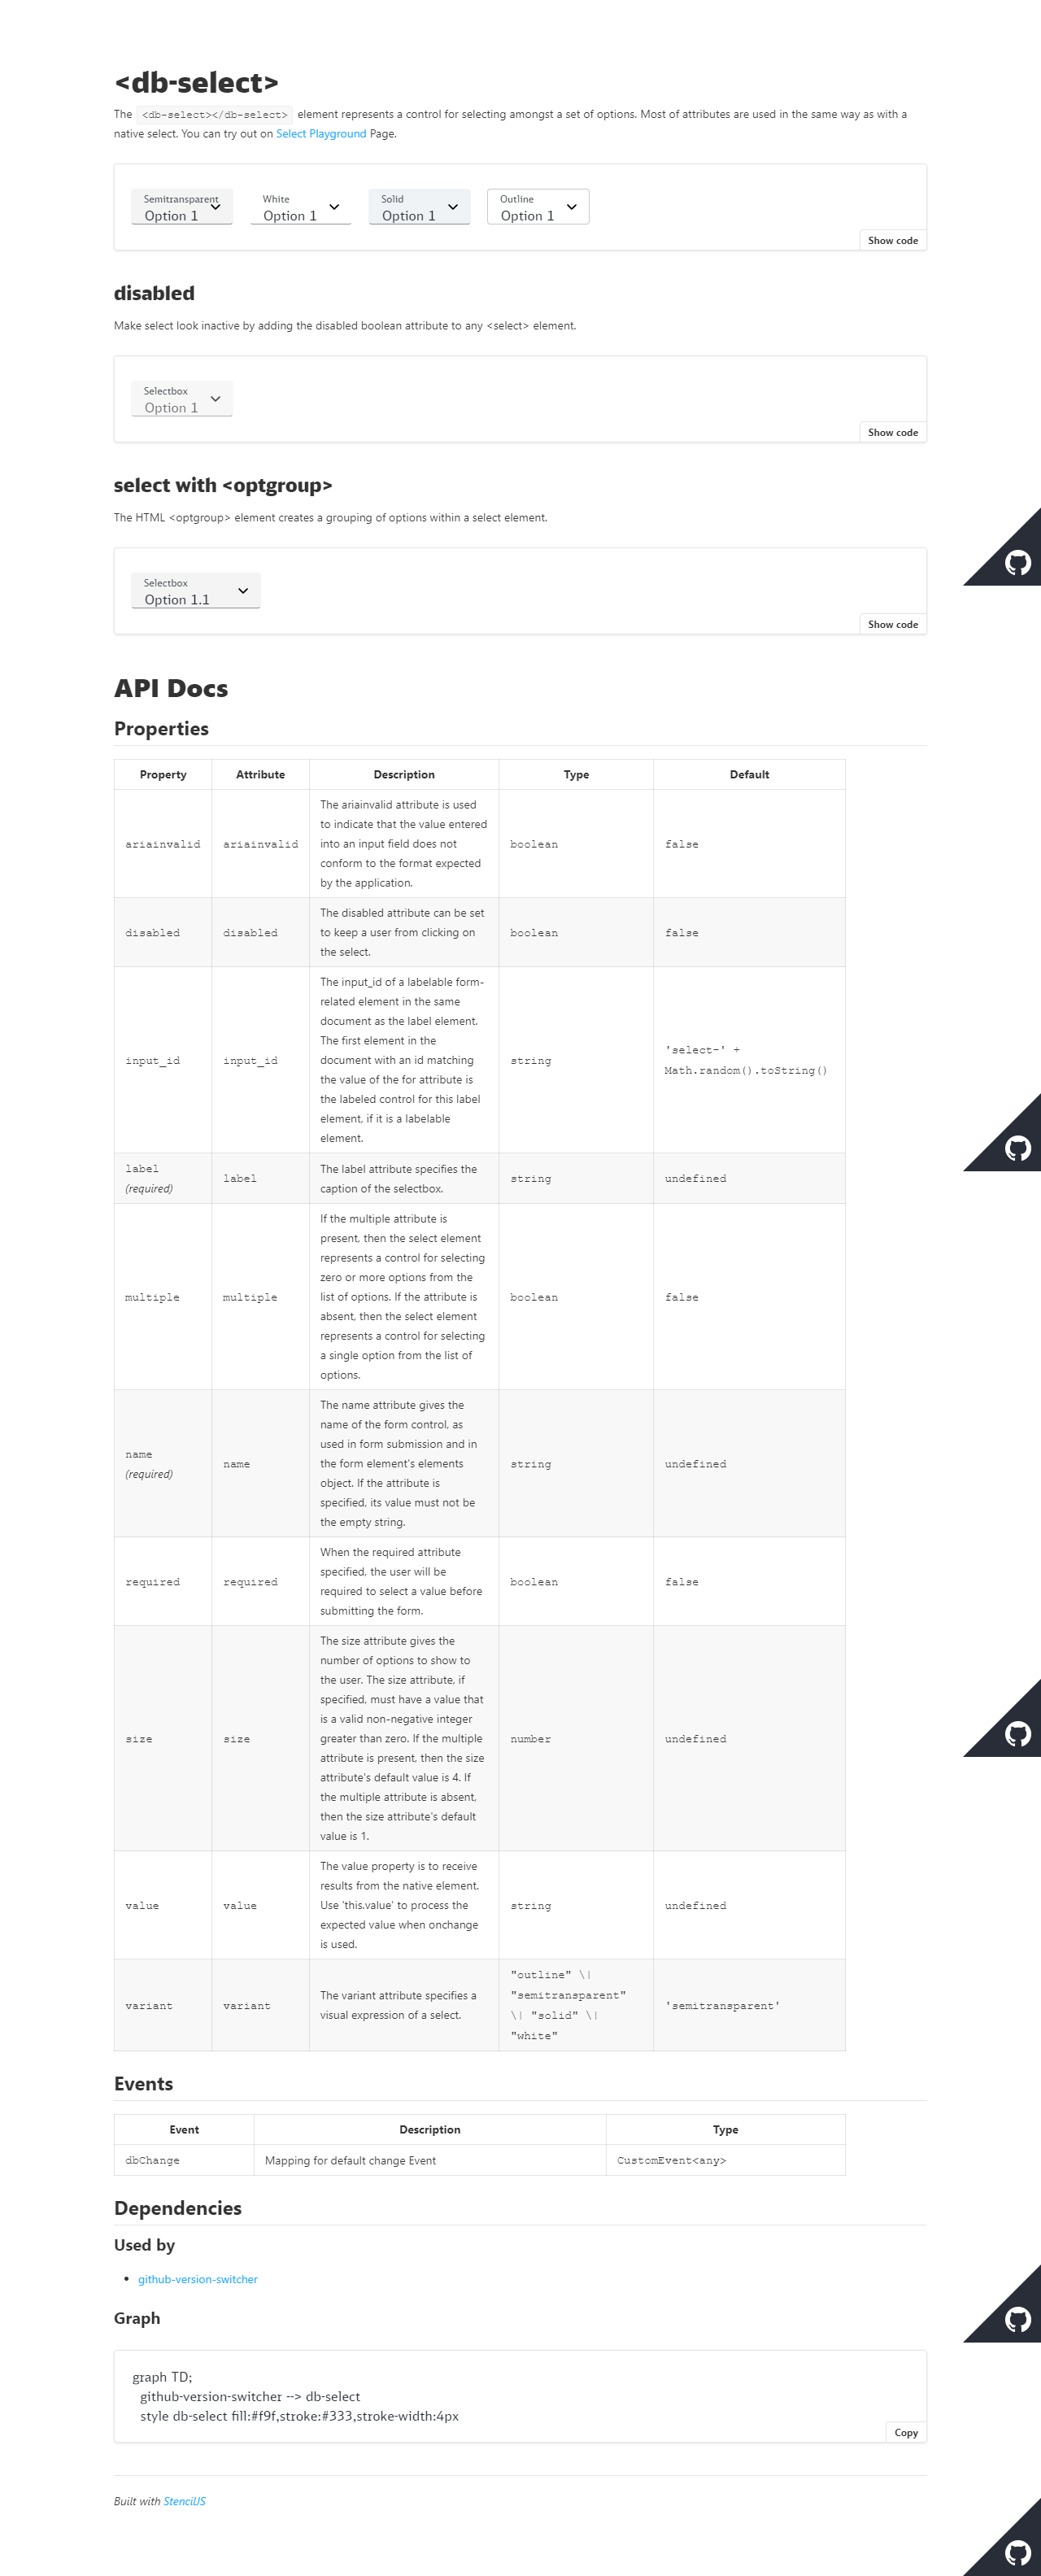 <db-select>
The <db-select></db-select> element represents a control for selecting amongst a set of options. Most of attributes are used in the same way as with a
native select. You can try out on Select Playground Page.
Semitransparent White Solid Outline
Option 1 Option 1 Option 1 Option 1
Show code
disabled
Make select look inactive by adding the disabled boolean attribute to any <select> element.
Selectbox
Option 1
Show code
select with <optgroup>
The HTML <optgroup> element creates a grouping of options within a select element.
Selectbox
Option 1.1
Show code
API Docs
Properties
Property Attribute Description Type Default
The ariainvalid attribute is used
to indicate that the value entered
ariainvalid ariainvalid into an input field does not boolean false
conform to the format expected
by the application.
The disabled attribute can be set
disabled disabled to keep a user from clicking on boolean false
the select.
The input_id of a labelable form-
related element in the same
document as the label element.
The first element in the
input_id input_id document with an id matching string 'select-' +
Math.random().toString()
the value of the for attribute is
the labeled control for this label
element, if it is a labelable
element.
label
(required) label The label attribute specifies the
caption of the selectbox. string undefined
If the multiple attribute is
present, then the select element
represents a control for selecting
zero or more options from the
multiple multiple list of options. If the attribute is boolean false
absent, then the select element
represents a control for selecting
a single option from the list of
options.
The name attribute gives the
name of the form control, as
used in form submission and in
name
(required) name the form element's elements string undefined
object. If the attribute is
specified, its value must not be
the empty string.
When the required attribute
specified, the user will be
required required required to select a value before boolean false
submitting the form.
The size attribute gives the
number of options to show to
the user. The size attribute, if
specified, must have a value that
is a valid non-negative integer
size size greater than zero. If the multiple number undefined
attribute is present, then the size
attribute's default value is 4. If
the multiple attribute is absent,
then the size attribute's default
value is 1.
The value property is to receive
results from the native element.
value value Use 'this.value' to process the string undefined
expected value when onchange
is used.
variant variant The variant attribute specifies a
visual expression of a select. "outline" \|
"semitransparent"
\| "solid" \|
"white" 'semitransparent'
Events
Event Description Type
dbChange Mapping for default change Event CustomEvent<any>
Dependencies
Used by
• github-version-switcher
Graph
graph TD;
github-version-switcher --> db-select
style db-select fill:#f9f,stroke:#333,stroke-width:4px
Copy
Built with StencilJS